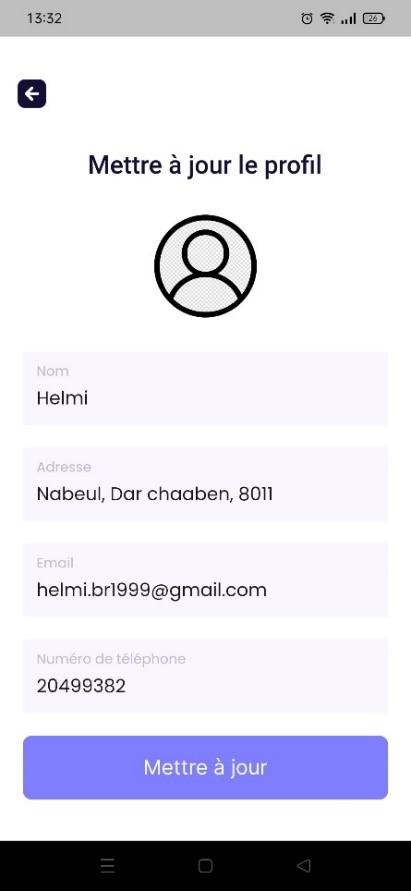 13:32
26
Mettre à jour le profil
Nom
Helmi
Adresse
Nabeul, Dar chaaben, 8011
Email
helmi.br1999@gmail.com
Numéro de téléphone
20499382
Mettre à jour